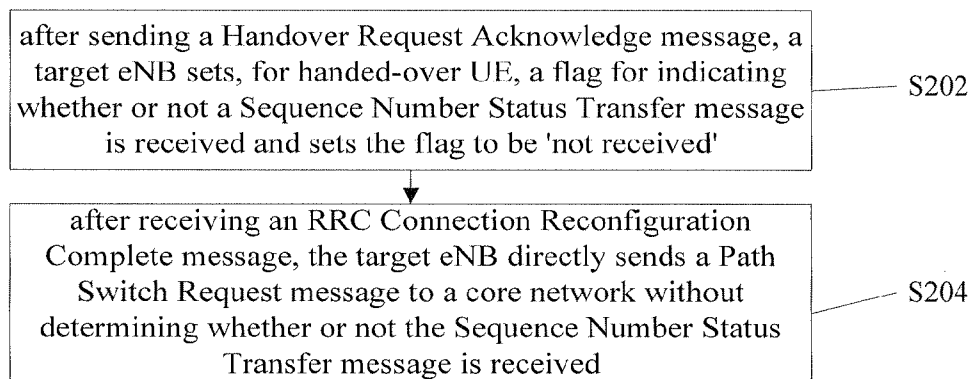 after sending a Handover Request Acknowledge message, a
target eNB sets, for handed-over UE, a flag for indicating
whether or not a Sequence Number Status Transfer message
is received and sets the flag to be 'not received'
S202
after receiving an RRC Connection Reconfiguration
Complete message, the target eNB directly sends a Path
Switch Request message to a core network without
determining whether or not the Sequence Number Status
Transfer message is received
S204